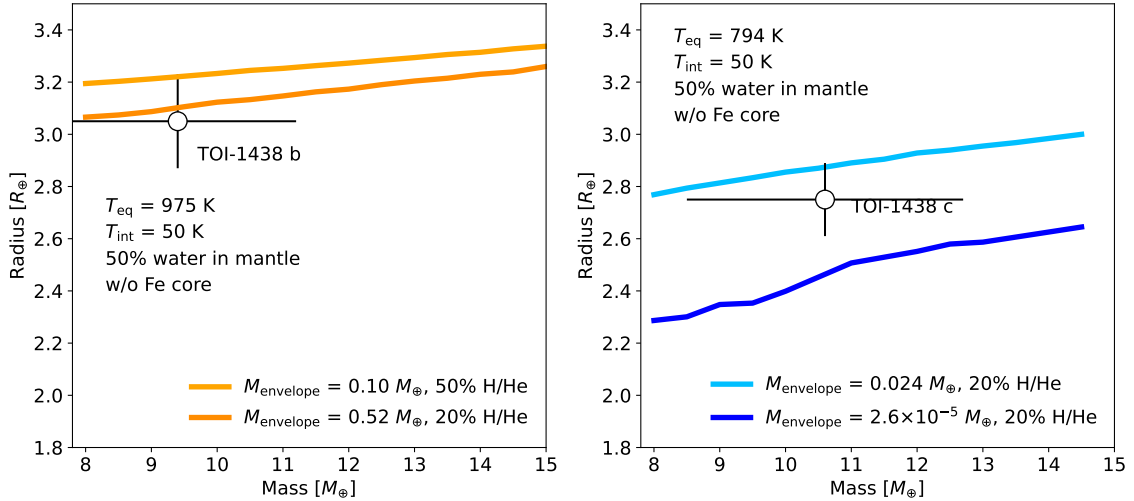 3.4
3.2
3.0
2.8
2.6
2.4
2.2
2.0
1.8
Radius [R⊕]
TOI-1438 b
Teq = 975 K
Tint = 50 K
50% water in mantle
w/o Fe core
Menvelope = 0.10 M⊕, 50% H/He
Menvelope = 0.52 M⊕, 20% H/He
8 9 10 11 12 13 14 15
Mass [M⊕]
3.4
3.2
3.0
2.8
2.6
2.4
2.2
2.0
1.8
Radius [R⊕]
Teq = 794 K
Tint = 50 K
50% water in mantle
w/o Fe core
TOI-1438 c
Menvelope = 0.024 M⊕, 20% H/He
Menvelope = 2.6×10⁻⁵ M⊕, 20% H/He
8 9 10 11 12 13 14 15
Mass [M⊕]